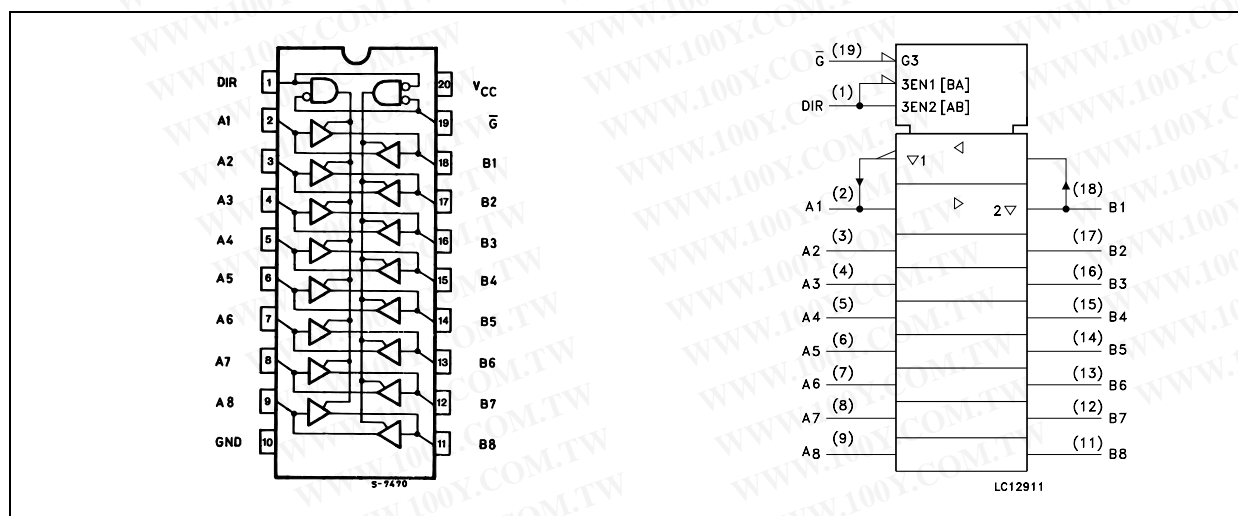 DIR 1 20 VCC
A1 2 19 G̅
A2 3 18 B1
A3 4 17 B2
A4 5 16 B3
A5 6 15 B4
A6 7 14 B5
A7 8 13 B6
A8 9 12 B7
GND 10 11 B8
S-7470
G̅ (19) G3
3EN1 [BA]
DIR (1) 3EN2 [AB]
▽1 ◁
A1 (2) ▷ 2▽ (18) B1
A2 (3) (17) B2
A3 (4) (16) B3
A4 (5) (15) B4
A5 (6) (14) B5
A6 (7) (13) B6
A7 (8) (12) B7
A8 (9) (11) B8
LC12911
WWW.100Y.COM.TW